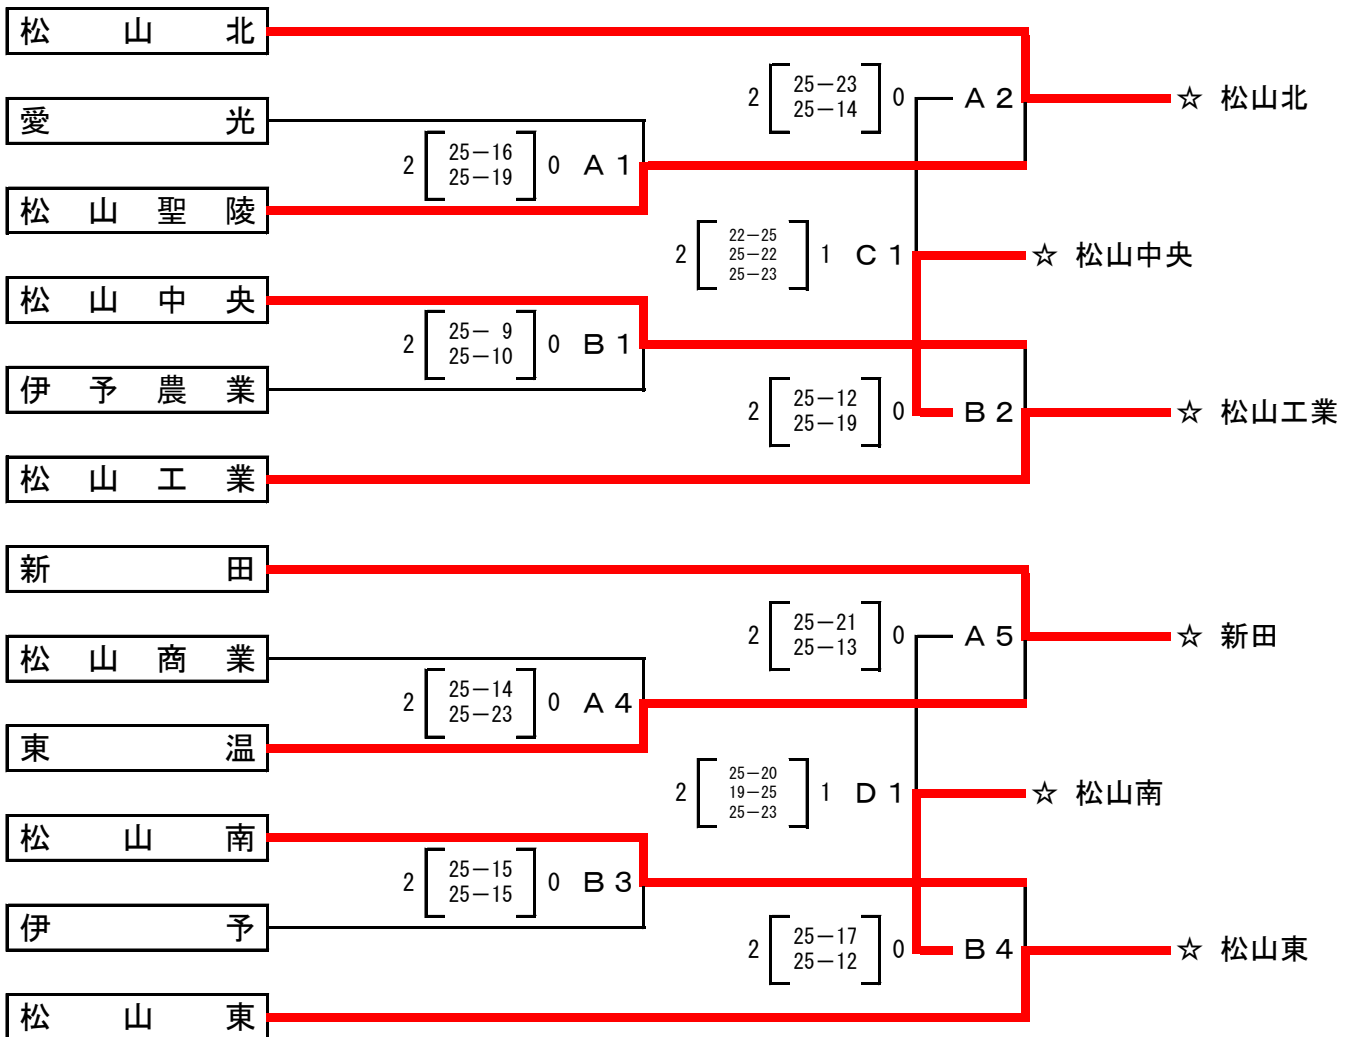 松山北
愛光
松山聖陵
松山中央
伊予農業
松山工業
新田
松山商業
東温
松山南
伊予
松山東
2 25－16 0 A 1
25－19
2 25－ 9 0 B 1
25－10
2 25－14 0 A 4
25－23
2 25－15 0 B 3
25－15
2 25－23 0 A 2
25－14
2 22－25 1 C 1
25－22
25－23
2 25－12 0 B 2
25－19
2 25－21 0 A 5
25－13
2 25－20 1 D 1
19－25
25－23
2 25－17 0 B 4
25－12
☆ 松山北
☆ 松山中央
☆ 松山工業
☆ 新田
☆ 松山南
☆ 松山東